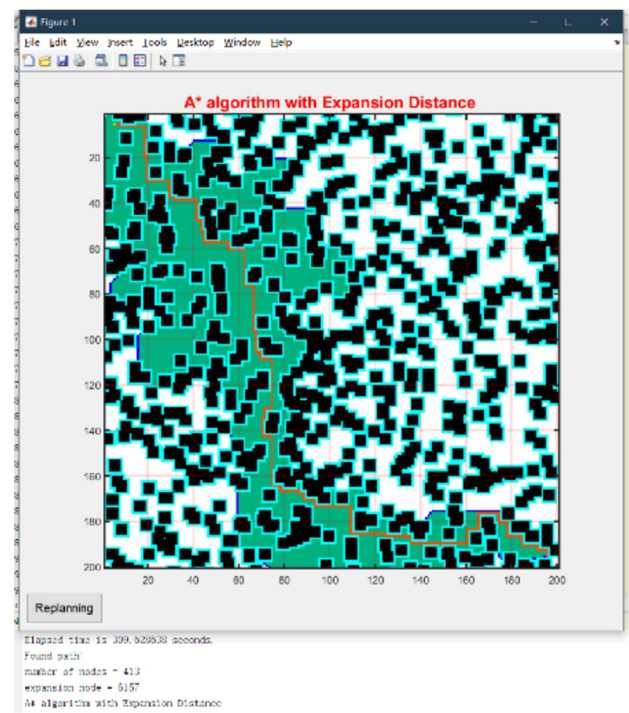 Figure 1
File Edit View Insert Tools Desktop Window Help
A* algorithm with Expansion Distance
20
40
60
80
100
120
140
160
180
200
20 40 60 80 100 120 140 160 180 200
Replanning
Elapsed time is 309.628638 seconds.
Found path!
number of nodes = 413
expansion node = 6157
A* algorithm with Expansion Distance